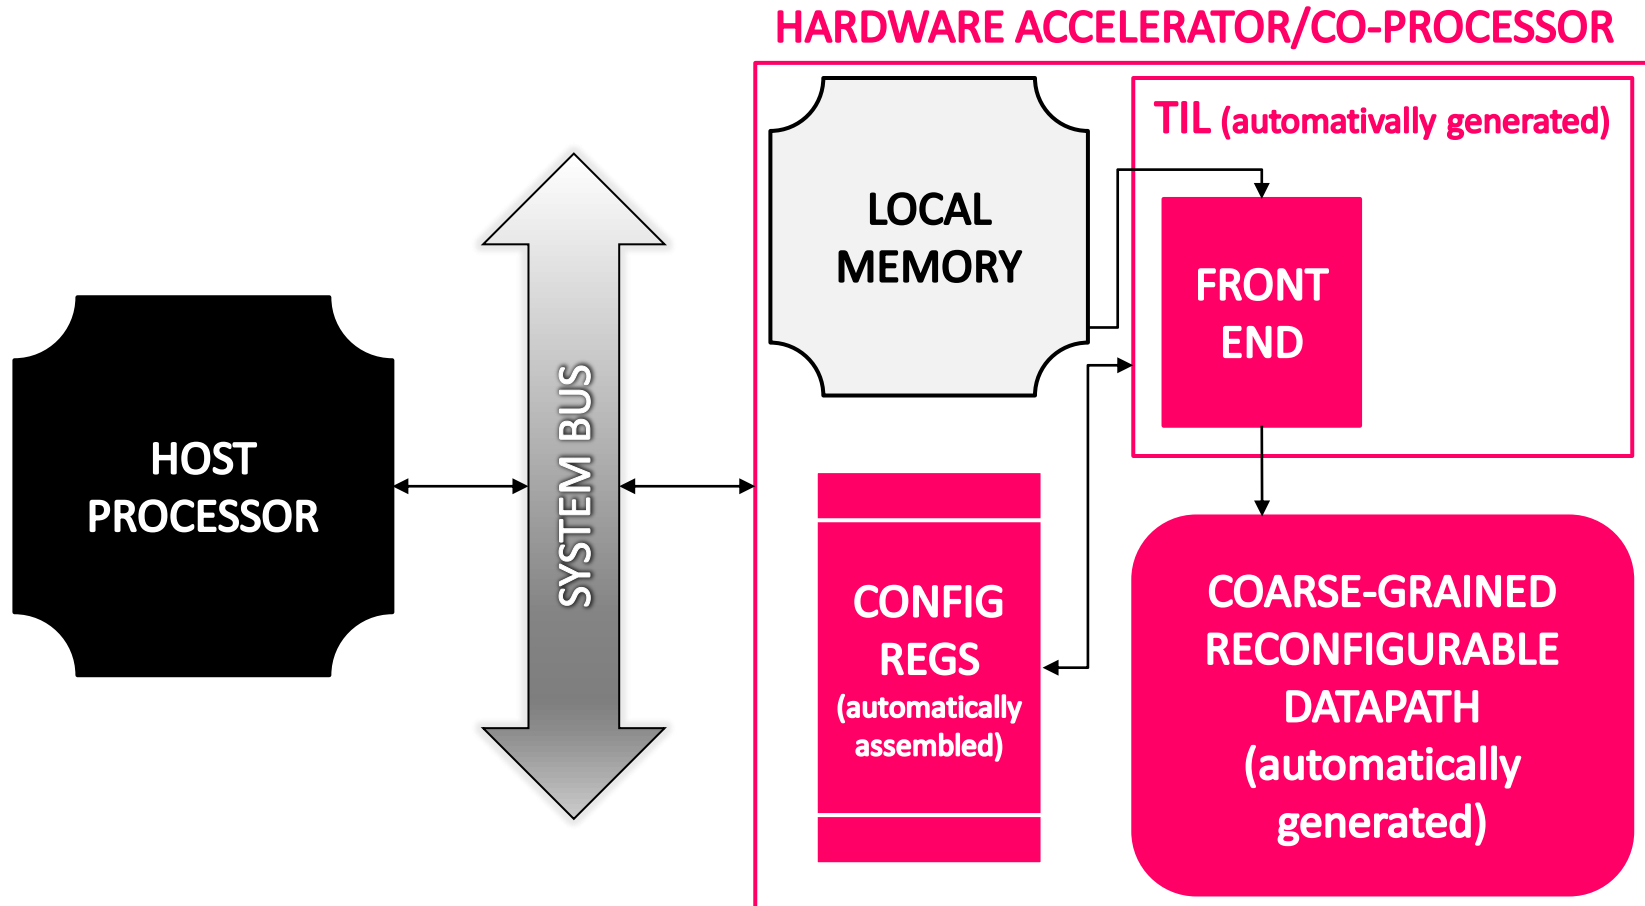 HARDWARE ACCELERATOR/CO-PROCESSOR
TIL (automativally generated)
LOCAL
MEMORY
FRONT
END
HOST
PROCESSOR
SYSTEM BUS
CONFIG
REGS
(automatically
assembled)
COARSE-GRAINED
RECONFIGURABLE
DATAPATH
(automatically
generated)